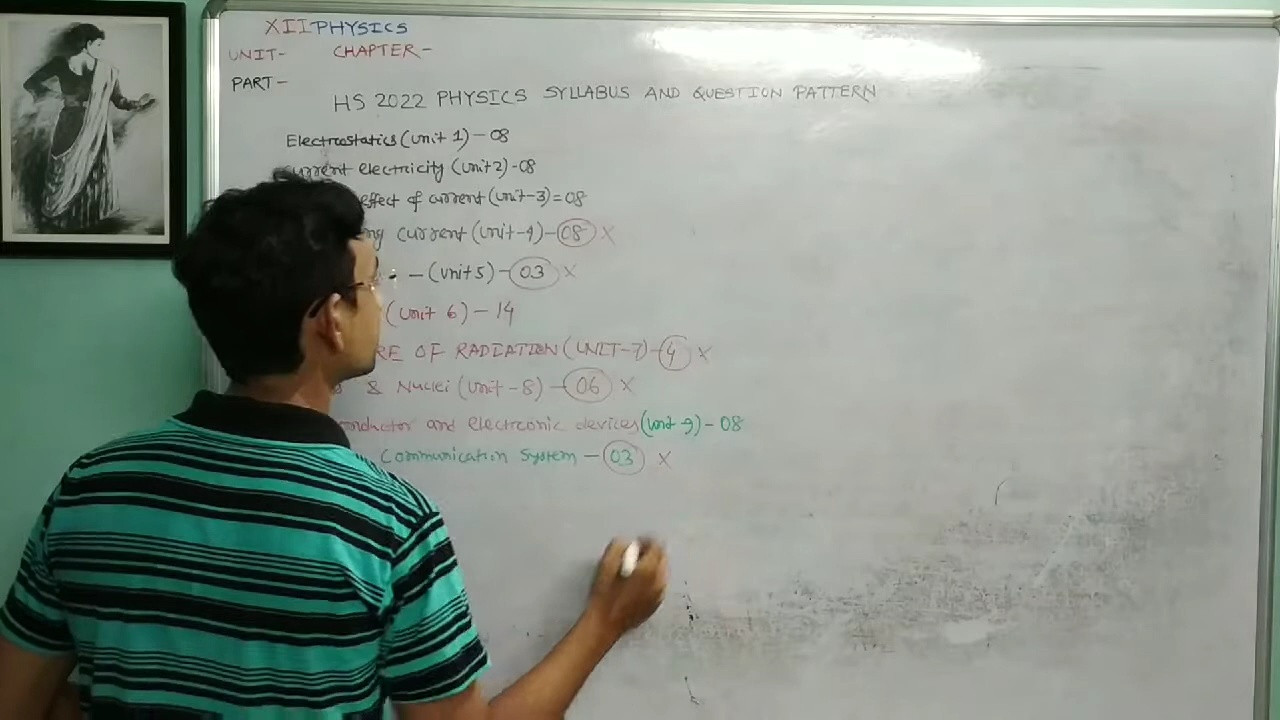 XII PHYSICS
UNIT- CHAPTER-
PART-
HS 2022 PHYSICS SYLLABUS AND QUESTION PATTERN
Electrostatics (Unit 1) - 08
Current electricity (Unit 2) - 08
effect of current (Unit-3) = 08
current (Unit-4) - 08 X
- (Unit 5) - 03 X
(Unit 6) - 14
RE OF RADIATION (UNIT-7) - 4 X
& Nuclei (Unit-8) - 06 X
nductor and electronic devices (Unit 9) - 08
Communication System - 03 X